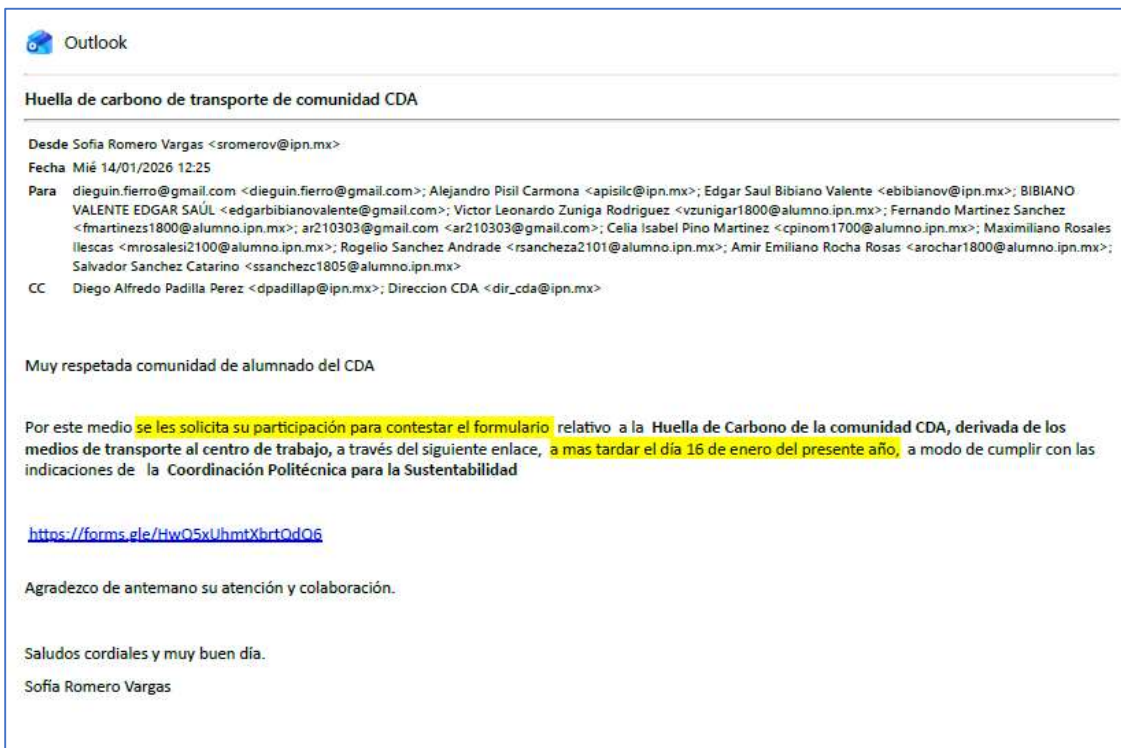 Outlook
Huella de carbono de transporte de comunidad CDA
Desde Sofia Romero Vargas <sromerov@ipn.mx>
Fecha Mié 14/01/2026 12:25
Para dieguin.fierro@gmail.com <dieguin.fierro@gmail.com>; Alejandro Pisil Carmona <apisilc@ipn.mx>; Edgar Saul Bibiano Valente <ebibianov@ipn.mx>; BIBIANO
VALENTE EDGAR SAÚL <edgarbibianovalente@gmail.com>; Victor Leonardo Zuniga Rodriguez <vzunigar1800@alumno.ipn.mx>; Fernando Martinez Sanchez
<fmartinezs1800@alumno.ipn.mx>; ar210303@gmail.com <ar210303@gmail.com>; Celia Isabel Pino Martinez <cpinom1700@alumno.ipn.mx>; Maximiliano Rosales
Ilescas <mrosalesi2100@alumno.ipn.mx>; Rogelio Sanchez Andrade <rsancheza2101@alumno.ipn.mx>; Amir Emiliano Rocha Rosas <arochar1800@alumno.ipn.mx>;
Salvador Sanchez Catarino <ssanchezc1805@alumno.ipn.mx>
CC Diego Alfredo Padilla Perez <dpadillap@ipn.mx>; Direccion CDA <dir_cda@ipn.mx>
Muy respetada comunidad de alumnado del CDA
Por este medio se les solicita su participación para contestar el formulario relativo a la Huella de Carbono de la comunidad CDA, derivada de los
medios de transporte al centro de trabajo, a través del siguiente enlace, a mas tardar el día 16 de enero del presente año, a modo de cumplir con las
indicaciones de la Coordinación Politécnica para la Sustentabilidad
https://forms.gle/HwQ5xUhmtXbrtQdQ6
Agradezco de antemano su atención y colaboración.
Saludos cordiales y muy buen día.
Sofía Romero Vargas